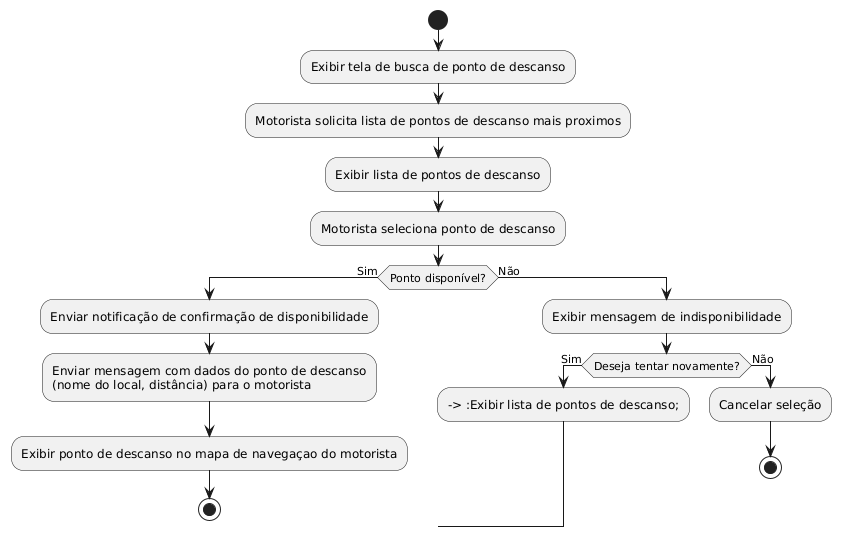 Exibir tela de busca de ponto de descanso
Motorista solicita lista de pontos de descanso mais proximos
Exibir lista de pontos de descanso
Motorista seleciona ponto de descanso
Ponto disponível?
Sim
Não
Enviar notificação de confirmação de disponibilidade
Enviar mensagem com dados do ponto de descanso
(nome do local, distância) para o motorista
Exibir ponto de descanso no mapa de navegaçao do motorista
Exibir mensagem de indisponibilidade
Deseja tentar novamente?
Sim
Não
-> :Exibir lista de pontos de descanso;
Cancelar seleção